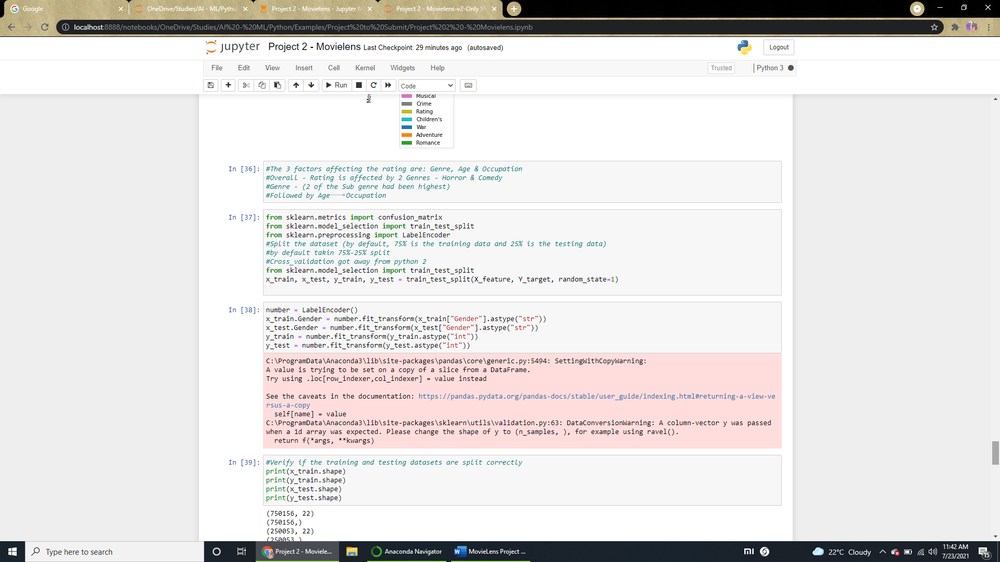 Google
OneDrive/Studies/AI - ML/Pytho
Project 2 - Movielens - Jupyter N
Project 2 - Movielens-v2-Only SV
localhost:8888/notebooks/OneDrive/Studies/AI%20-%20ML/Python/Examples/Project%20to%20Submit/Project%202%20-%20Movielens.ipynb
jupyter Project 2 - Movielens Last Checkpoint: 29 minutes ago (autosaved)
Logout
File Edit View Insert Cell Kernel Widgets Help
Trusted
Python 3
Run
Code
Mov
Musical
Crime
Rating
Children's
War
Adventure
Romance
In [36]: #The 3 factors affecting the rating are: Genre, Age & Occupation
#Overall - Rating is affected by 2 Genres - Horror & Comedy
#Genre - (2 of the Sub genre had been highest)
#Followed by Age--->Occupation
In [37]: from sklearn.metrics import confusion_matrix
from sklearn.model_selection import train_test_split
from sklearn.preprocessing import LabelEncoder
#Split the dataset (by default, 75% is the training data and 25% is the testing data)
#by default takin 75%-25% split
#Cross_validation got away from python 2
from sklearn.model_selection import train_test_split
x_train, x_test, y_train, y_test = train_test_split(X_feature, Y_target, random_state=1)
In [38]: number = LabelEncoder()
x_train.Gender = number.fit_transform(x_train["Gender"].astype("str"))
x_test.Gender = number.fit_transform(x_test["Gender"].astype("str"))
y_train = number.fit_transform(y_train.astype("int"))
y_test = number.fit_transform(y_test.astype("int"))
C:\ProgramData\Anaconda3\lib\site-packages\pandas\core\generic.py:5494: SettingWithCopyWarning:
A value is trying to be set on a copy of a slice from a DataFrame.
Try using .loc[row_indexer,col_indexer] = value instead
See the caveats in the documentation: https://pandas.pydata.org/pandas-docs/stable/user_guide/indexing.html#returning-a-view-ve
rsus-a-copy
self[name] = value
C:\ProgramData\Anaconda3\lib\site-packages\sklearn\utils\validation.py:63: DataConversionWarning: A column-vector y was passed
when a 1d array was expected. Please change the shape of y to (n_samples, ), for example using ravel().
return f(*args, **kwargs)
In [39]: #Verify if the training and testing datasets are split correctly
print(x_train.shape)
print(y_train.shape)
print(x_test.shape)
print(y_test.shape)
(750156, 22)
(750156,)
(250053, 22)
(250053,)
Type here to search
Project 2 - Moviele...
Anaconda Navigator
MovieLens Project ...
22°C Cloudy
11:42 AM
7/23/2021
15